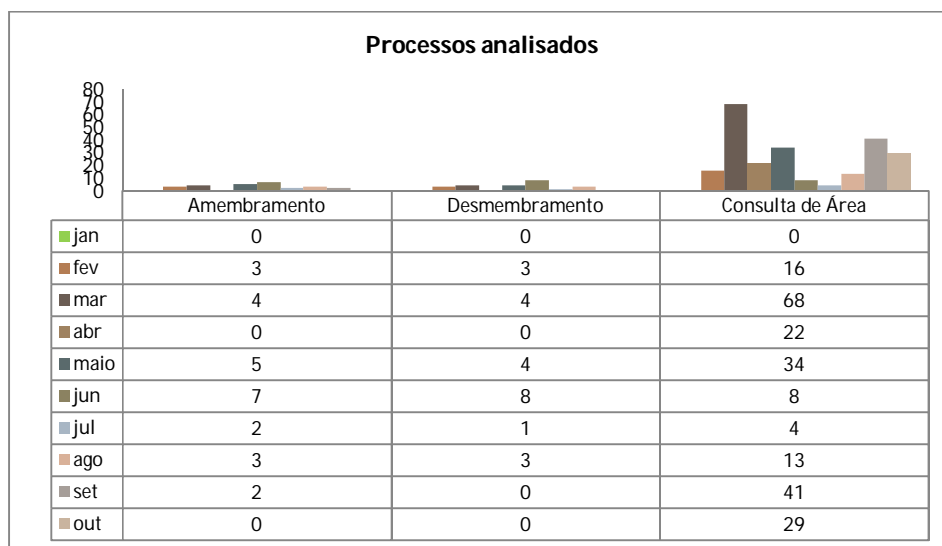 Processos analisados
80
70
60
50
40
30
20
10
0
Amembramento Desmembramento Consulta de Área
jan 0 0 0
fev 3 3 16
mar 4 4 68
abr 0 0 22
maio 5 4 34
jun 7 8 8
jul 2 1 4
ago 3 3 13
set 2 0 41
out 0 0 29